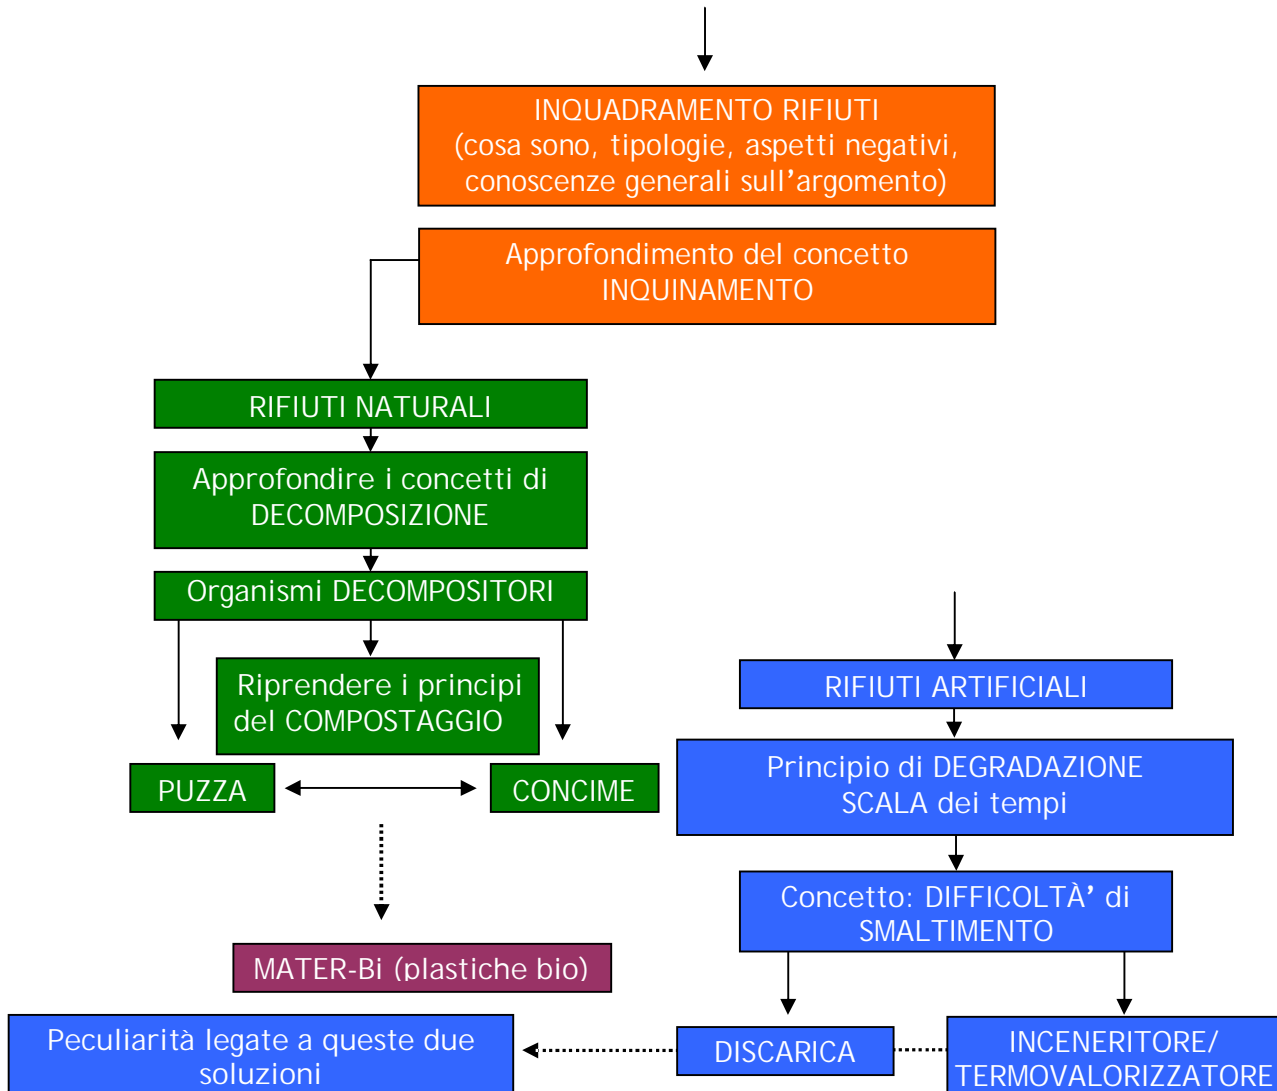 INQUADRAMENTO RIFIUTI
(cosa sono, tipologie, aspetti negativi,
conoscenze generali sull'argomento)
Approfondimento del concetto
INQUINAMENTO
RIFIUTI NATURALI
Approfondire i concetti di
DECOMPOSIZIONE
Organismi DECOMPOSITORI
Riprendere i principi
del COMPOSTAGGIO
PUZZA
CONCIME
MATER-Bi (plastiche bio)
RIFIUTI ARTIFICIALI
Principio di DEGRADAZIONE
SCALA dei tempi
Concetto: DIFFICOLTÀ' di
SMALTIMENTO
DISCARICA
INCENERITORE/
TERMOVALORIZZATORE
Peculiarità legate a queste due
soluzioni